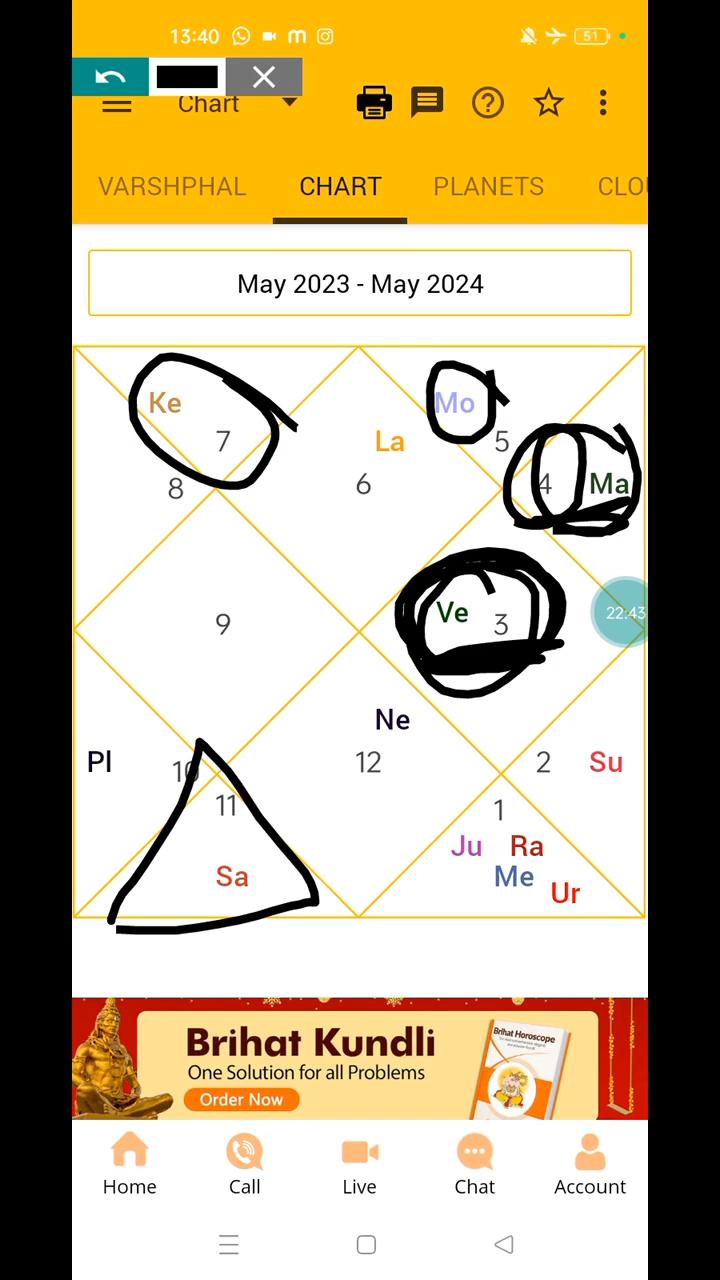 13:40 51
Chart
VARSHPHAL CHART PLANETS CLOU
May 2023 - May 2024
Ke Mo
7 La 5
8 6 4 Ma
Ve
9 3 22:43
Ne
Pl 10 12 2 Su
11 1
Ju Ra
Sa Me
Ur
Brihat Kundli
One Solution for all Problems
Order Now
Brihat Horoscope
Home Call Live Chat Account